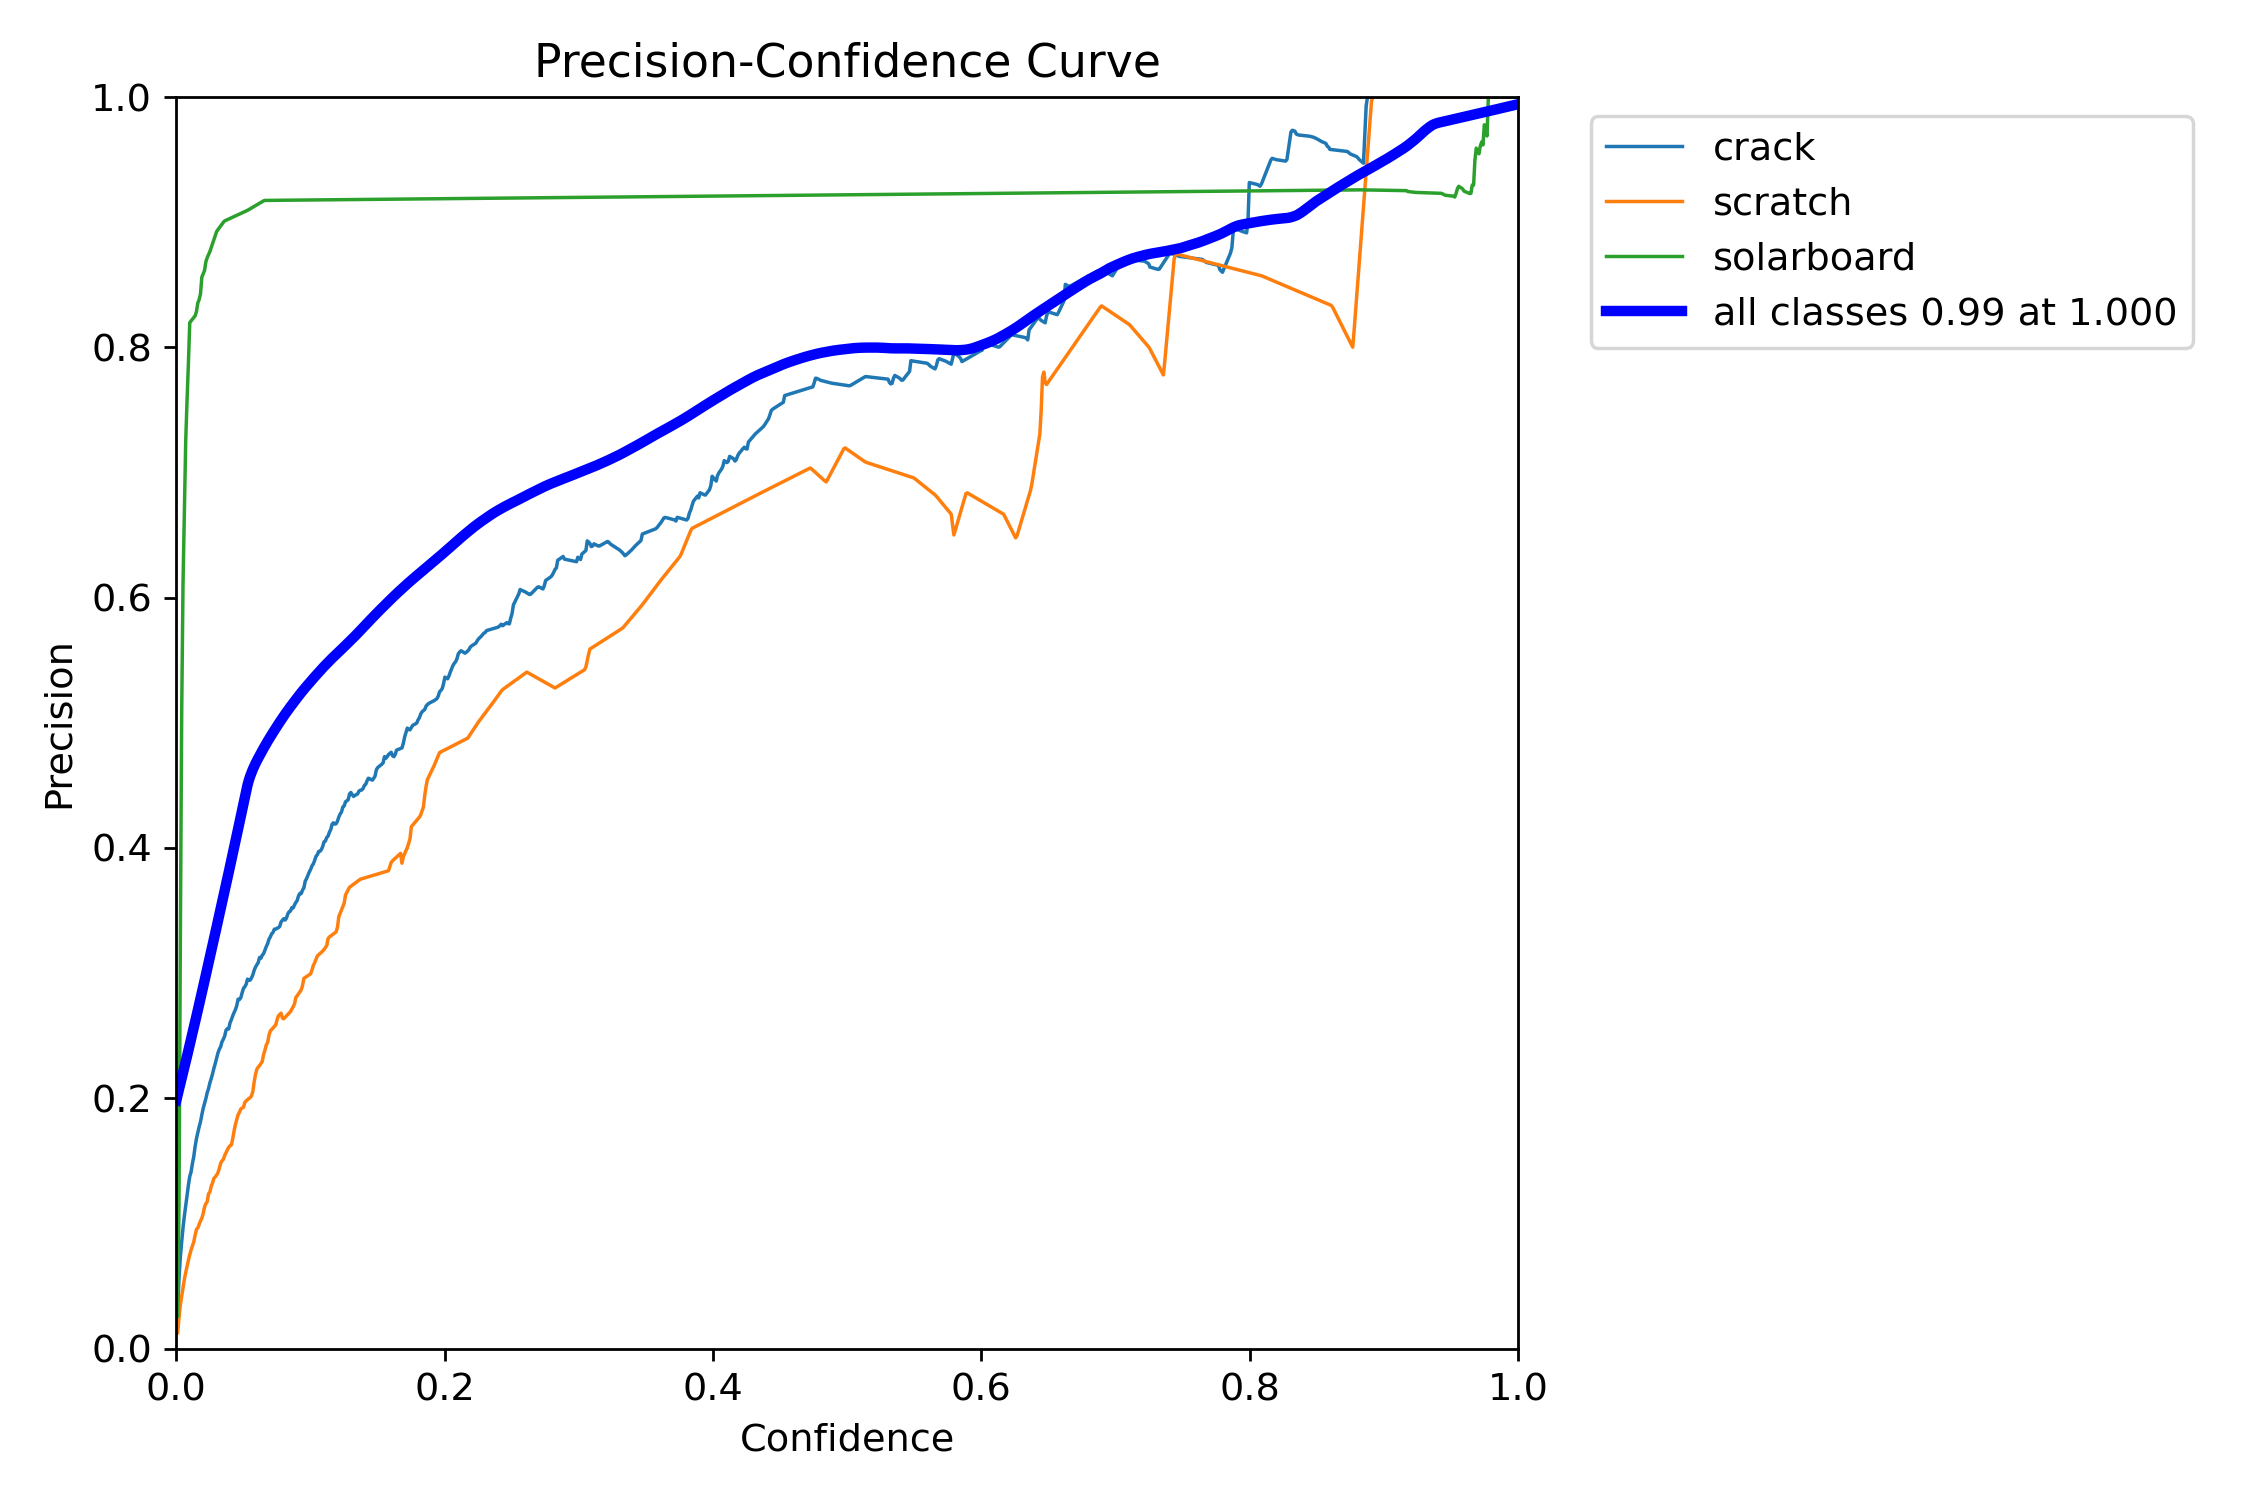 Precision-Confidence Curve
1.0
0.8
0.6
0.4
0.2
0.0
Precision
0.0 0.2 0.4 0.6 0.8 1.0
Confidence
crack
scratch
solarboard
all classes 0.99 at 1.000